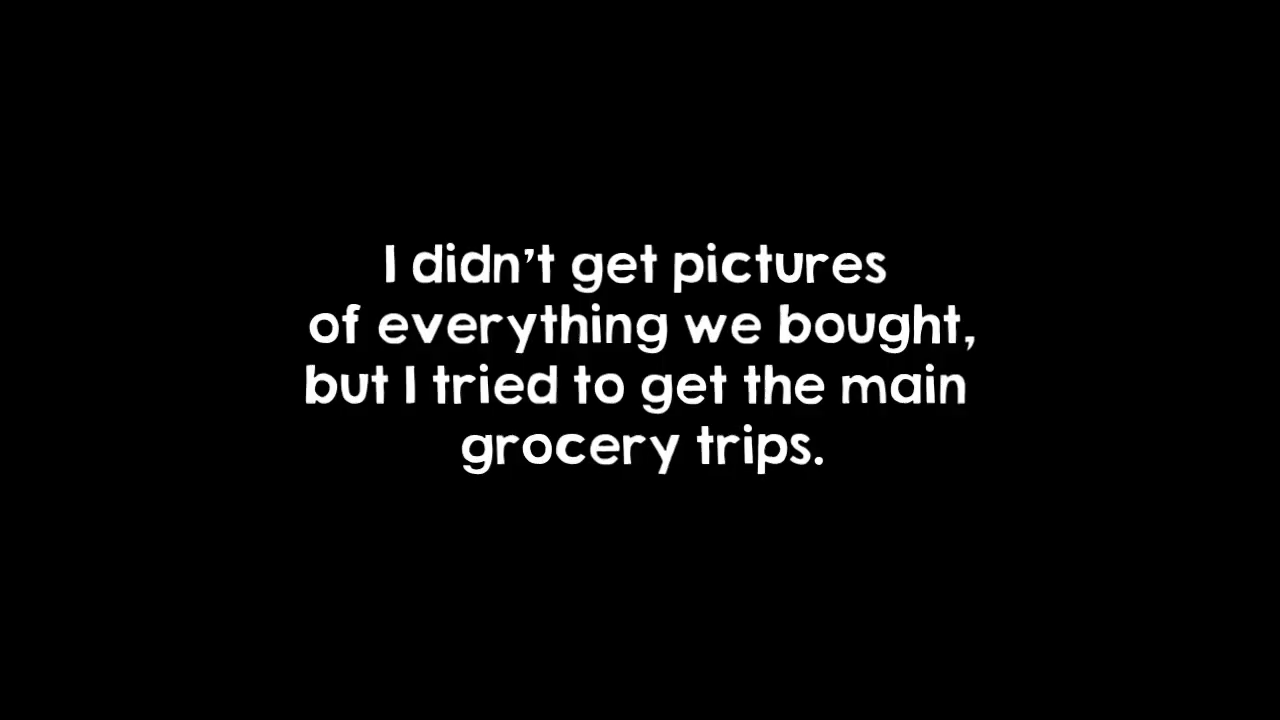 I didn't get pictures
of everything we bought,
but I tried to get the main
grocery trips.